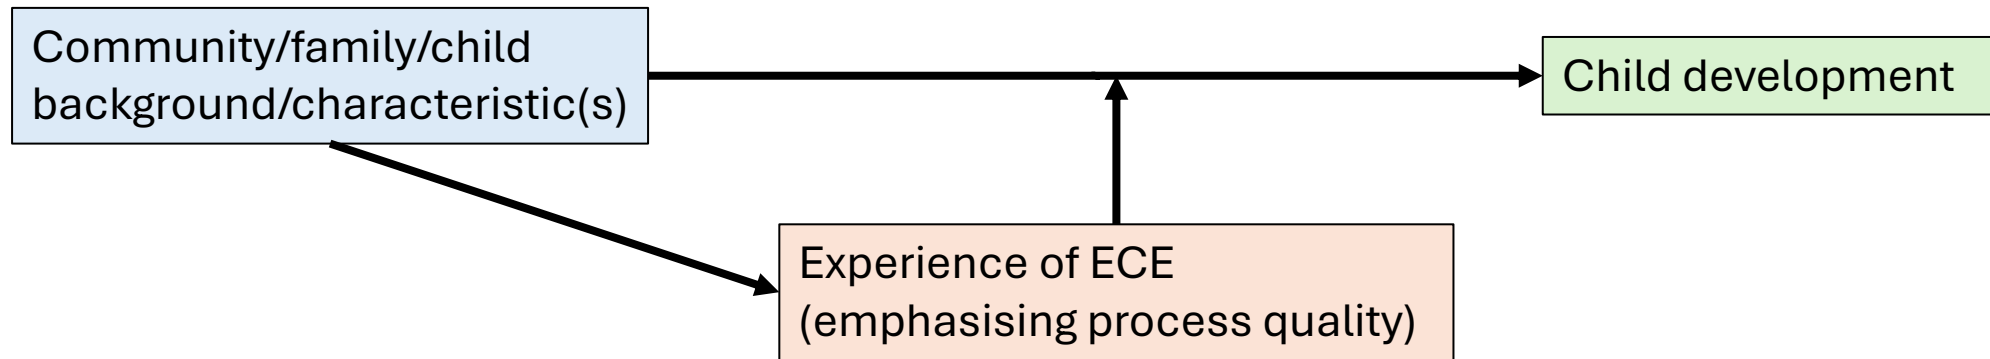 Community/family/child
background/characteristic(s)
Child development
Experience of ECE
(emphasising process quality)